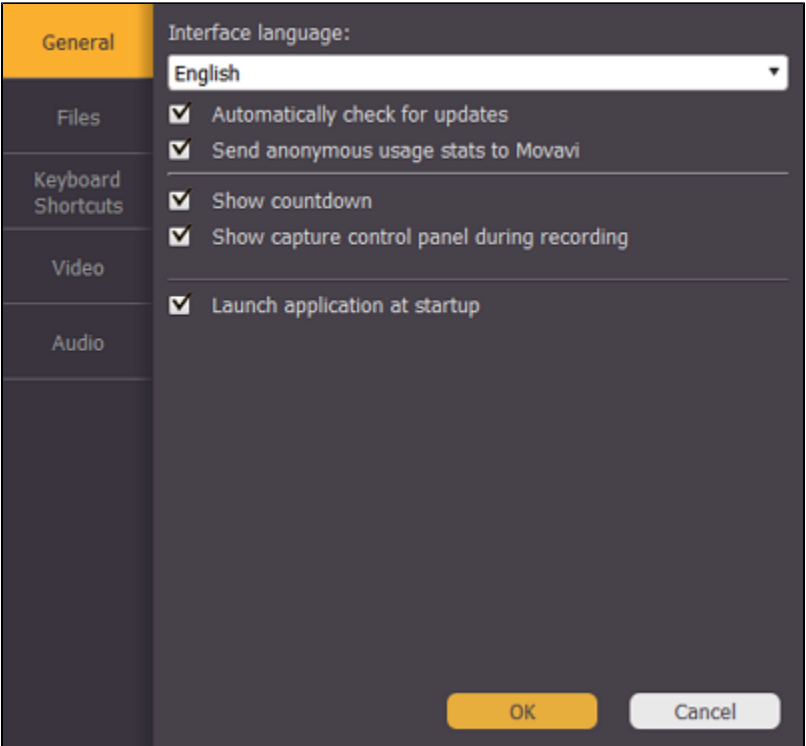 General
Files
Keyboard
Shortcuts
Video
Audio
Interface language:
English
Automatically check for updates
Send anonymous usage stats to Movavi
Show countdown
Show capture control panel during recording
Launch application at startup
OK
Cancel